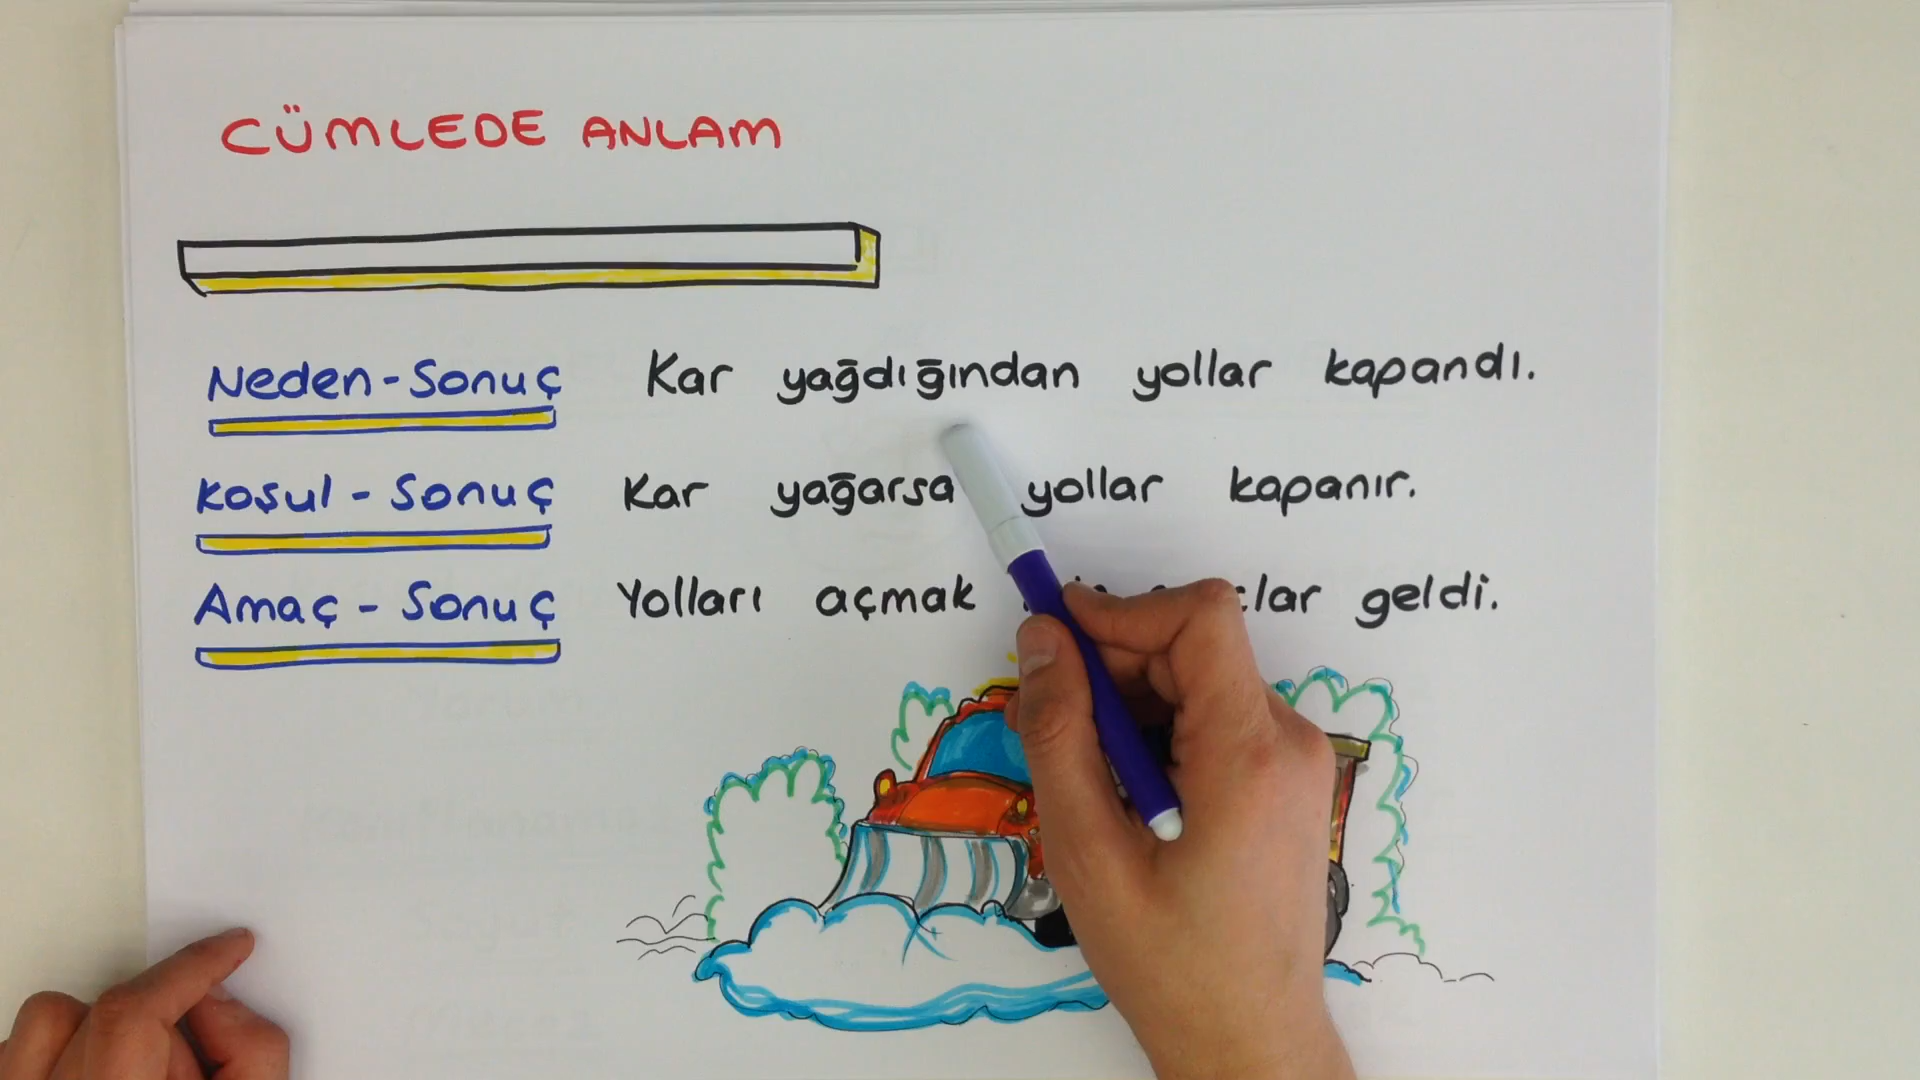 CÜMLEDE ANLAM
Neden-Sonuç Kar yağdığından yollar kapandı.
Koşul - Sonuç Kar yağarsa yollar kapanır.
Amaç - Sonuç Yolları açmak geldi.